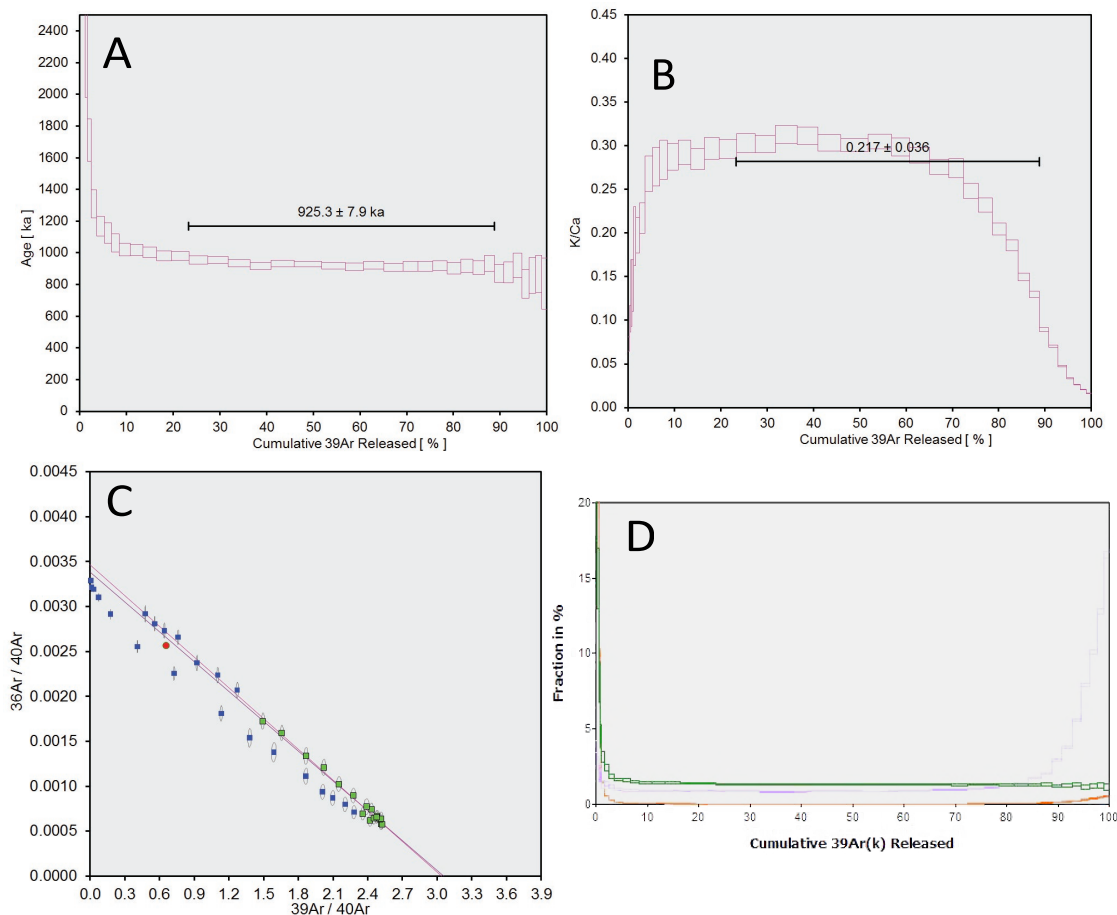 A
Age [ ka ]
2400
2200
2000
1800
1600
1400
1200
1000
800
600
400
200
0
925.3 ± 7.9 ka
0 10 20 30 40 50 60 70 80 90 100
Cumulative 39Ar Released [ % ]
B
K/Ca
0.45
0.40
0.35
0.30
0.25
0.20
0.15
0.10
0.05
0.00
0.217 ± 0.036
0 10 20 30 40 50 60 70 80 90 100
Cumulative 39Ar Released [ % ]
C
36Ar / 40Ar
0.0045
0.0040
0.0035
0.0030
0.0025
0.0020
0.0015
0.0010
0.0005
0.0000
0.0 0.3 0.6 0.9 1.2 1.5 1.8 2.1 2.4 2.7 3.0 3.3 3.6 3.9
39Ar / 40Ar
D
Fraction in %
20
15
10
5
0
0 10 20 30 40 50 60 70 80 90 100
Cumulative 39Ar(k) Released